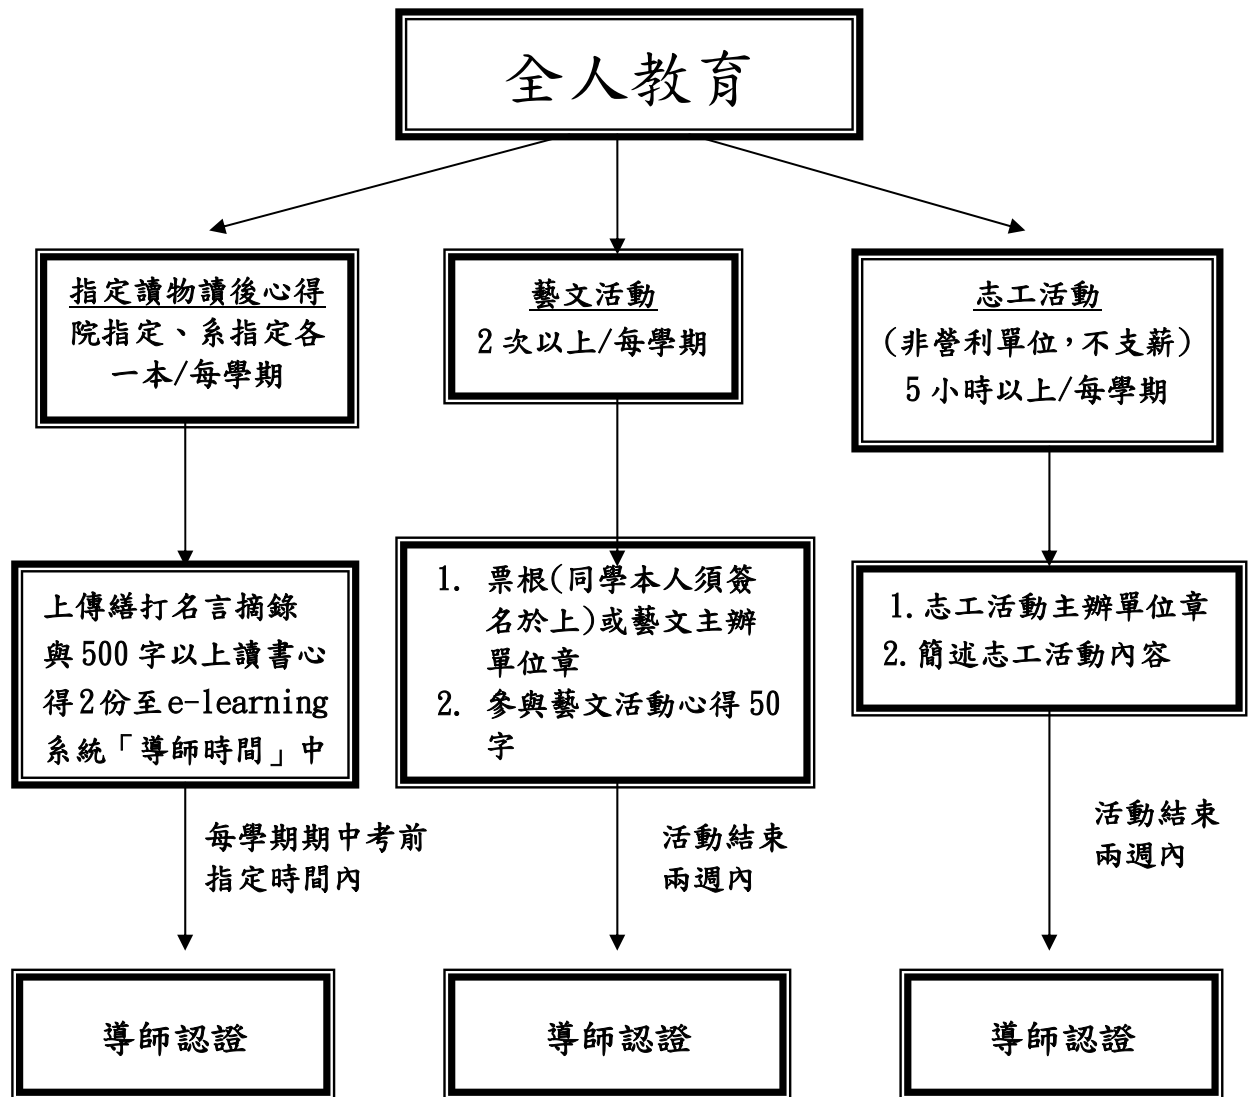 全人教育
指定讀物讀後心得
院指定、系指定各
一本/每學期
藝文活動
2 次以上/每學期
志工活動
(非營利單位,不支薪)
5 小時以上/每學期
上傳繕打名言摘錄
與 500 字以上讀書心
得 2 份至 e-learning
系統「導師時間」中
1. 票根(同學本人須簽
名於上)或藝文主辦
單位章
2. 參與藝文活動心得 50
字
1.志工活動主辦單位章
2.簡述志工活動內容
每學期期中考前
指定時間內
活動結束
兩週內
活動結束
兩週內
導師認證
導師認證
導師認證